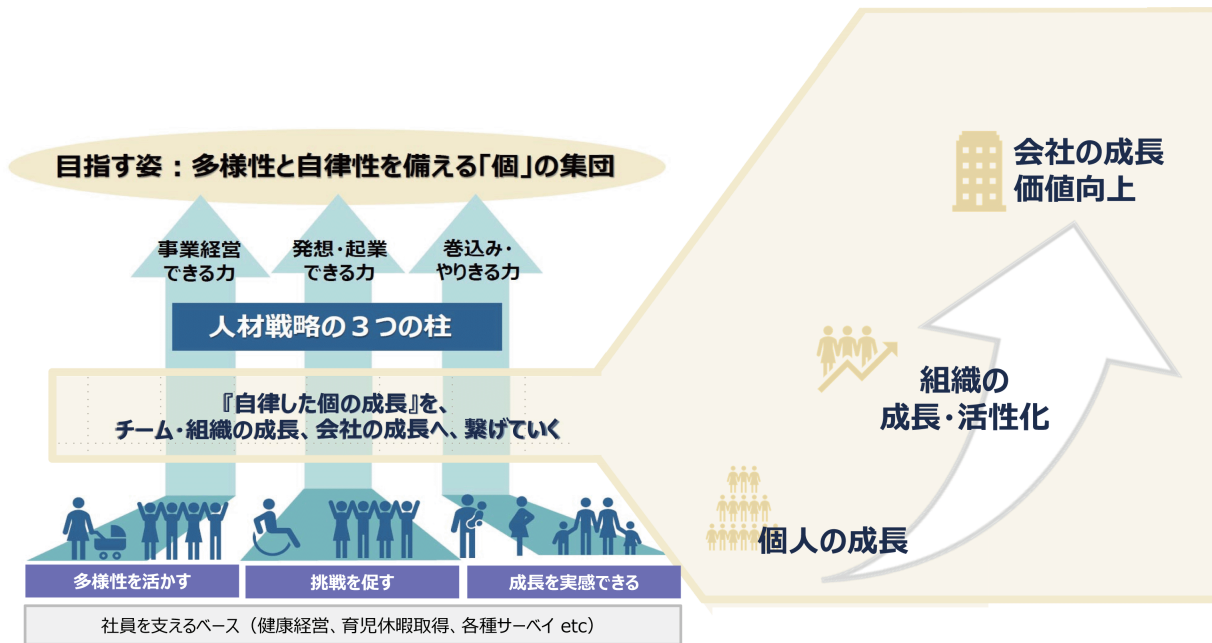 目指す姿：多様性と自律性を備える「個」の集団
事業経営
できる力
発想・起業
できる力
巻込み・
やりきる力
人材戦略の３つの柱
『自律した個の成長』を、
チーム・組織の成長、会社の成長へ、繋げていく
多様性を活かす
挑戦を促す
成長を実感できる
社員を支えるベース（健康経営、育児休暇取得、各種サーベイ etc）
会社の成長
価値向上
組織の
成長・活性化
個人の成長